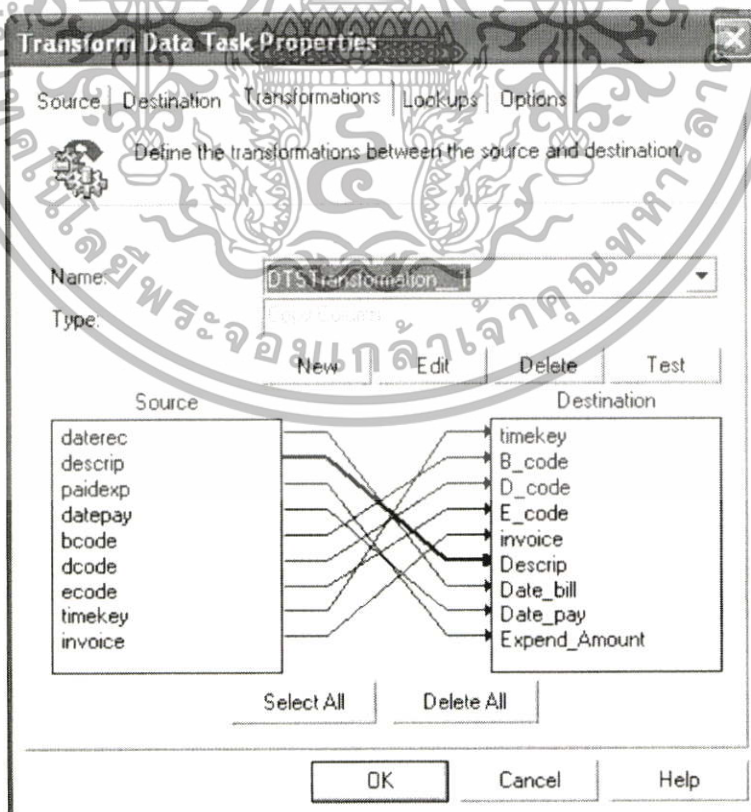 Transform Data Task Properties
Source Destination Transformations Lookups Options
Define the transformations between the source and destination.
Name: DTSTransformation__1
Type: Copy Column
New Edit Delete Test
Source Destination
daterec timekey
descrip B_code
paidexp D_code
datepay E_code
bcode invoice
dcode Descrip
ecode Date_bill
timekey Date_pay
invoice Expend_Amount
Select All Delete All
OK Cancel Help